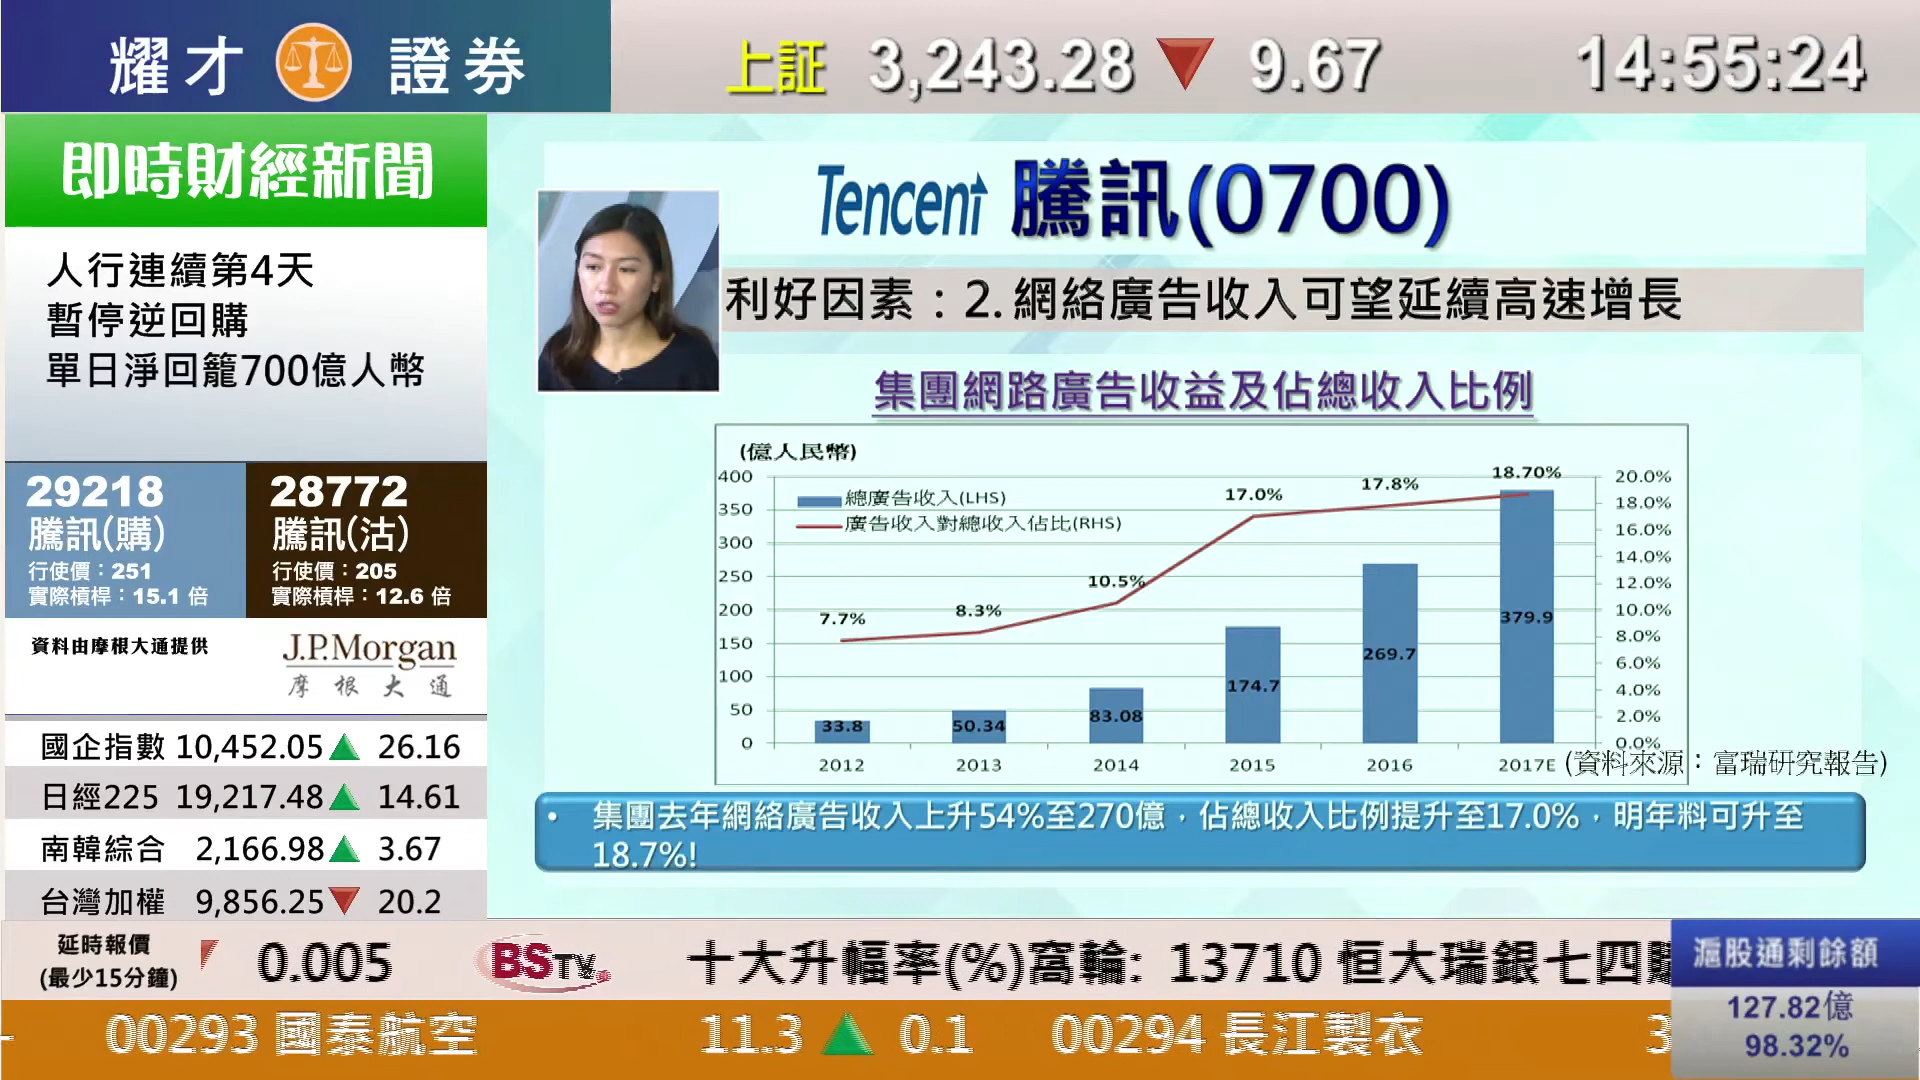 耀才 證券
上証 3,243.28 9.67 14:55:24
即時財經新聞
人行連續第4天
暫停逆回購
單日淨回籠700億人幣
29218
騰訊(購)
行使價：251
實際槓桿：15.1 倍
28772
騰訊(沽)
行使價：205
實際槓桿：12.6 倍
資料由摩根大通提供
J.P.Morgan
摩根大通
國企指數 10,452.05 26.16
日經225 19,217.48 14.61
南韓綜合 2,166.98 3.67
台灣加權 9,856.25 20.2
Tencent 騰訊(0700)
利好因素：2.網絡廣告收入可望延續高速增長
集團網路廣告收益及佔總收入比例
(億人民幣)
總廣告收入(LHS)
廣告收入對總收入佔比(RHS)
400
350
300
250
200
150
100
50
0
7.7%
8.3%
10.5%
17.0%
17.8%
18.70%
33.8
50.34
83.08
174.7
269.7
379.9
20.0%
18.0%
16.0%
14.0%
12.0%
10.0%
8.0%
6.0%
4.0%
2.0%
0.0%
2012 2013 2014 2015 2016 2017E
(資料來源：富瑞研究報告)
• 集團去年網絡廣告收入上升54%至270億，佔總收入比例提升至17.0%，明年料可升至
18.7%!
延時報價
(最少15分鐘)
0.005 BSTV 十大升幅率(%)窩輪: 13710 恒大瑞銀七四購
滬股通剩餘額
127.82億
98.32%
00293 國泰航空 11.3 0.1 00294 長江製衣 3